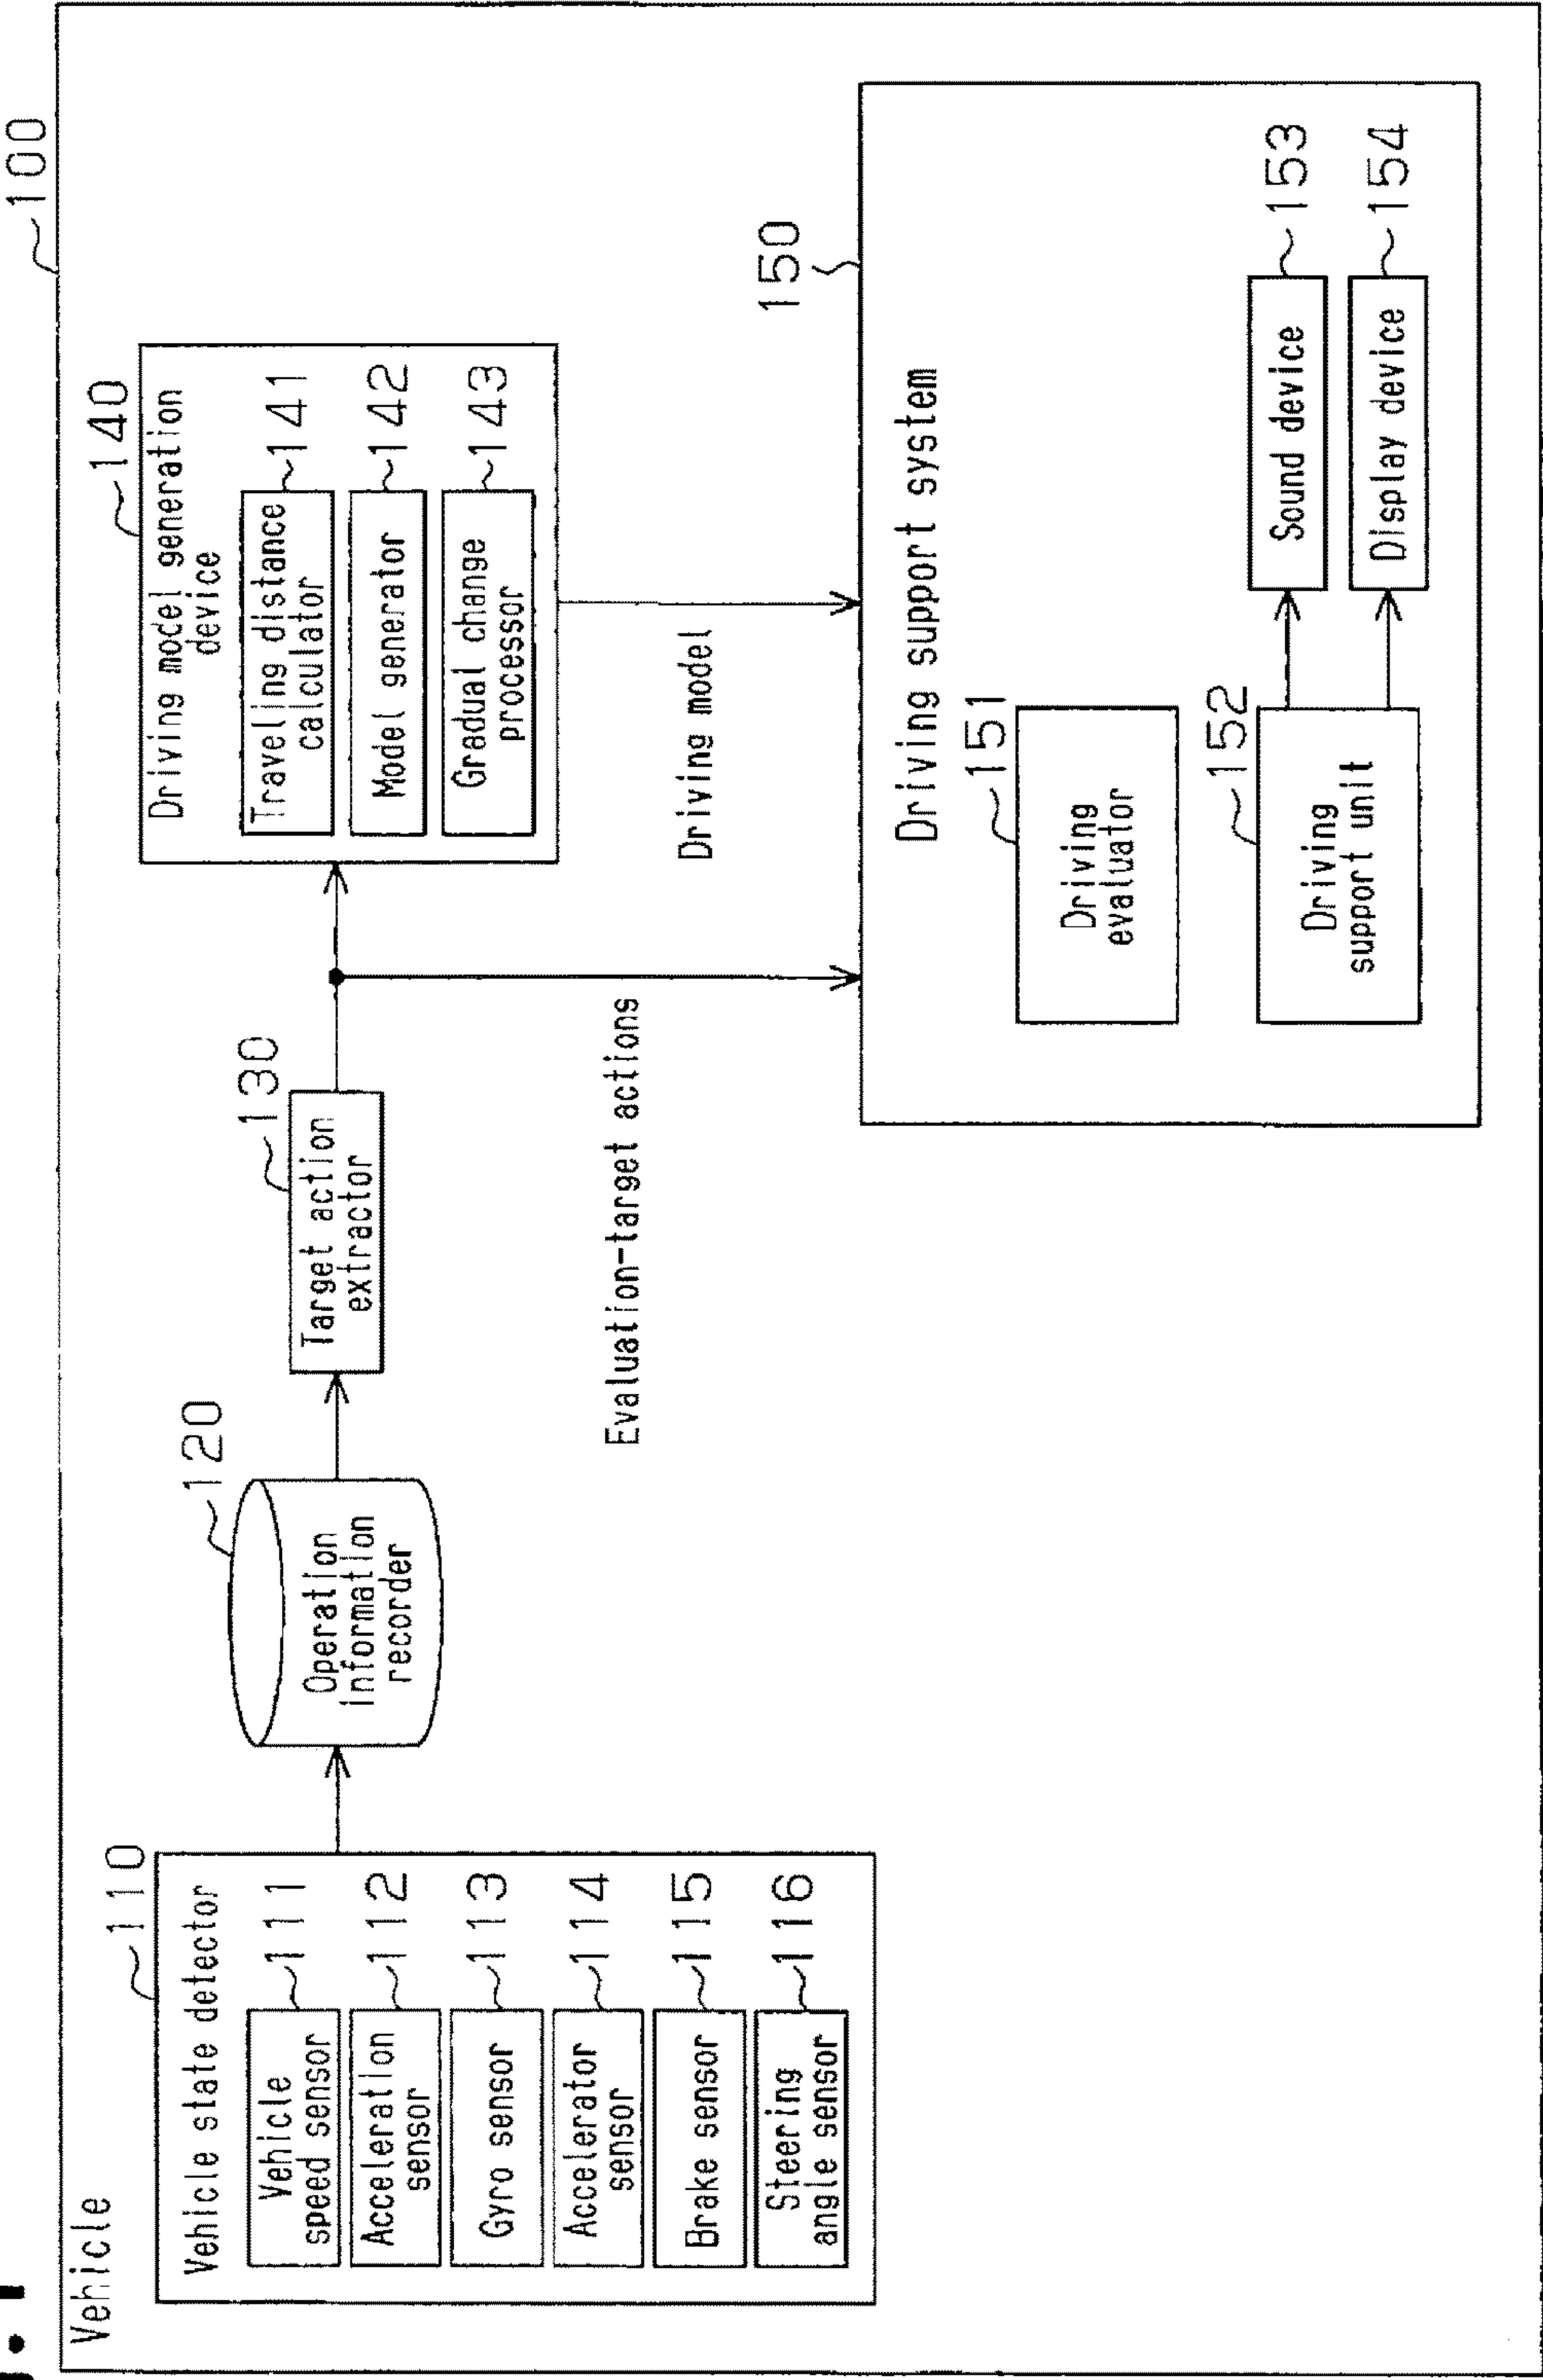 Vehicle
100
110
Vehicle state detector
Vehicle
speed sensor
111
Acceleration
sensor
112
Gyro sensor
113
Accelerator
sensor
114
Brake sensor
115
Steering
angle sensor
116
120
Operation
information
recorder
130
Target action
extractor
Evaluation-target actions
140
Driving model generation
device
Traveling distance
calculator
141
Model generator
142
Gradual change
processor
143
Driving model
150
Driving support system
151
Driving
evaluator
152
Driving
support unit
Sound device
153
Display device
154